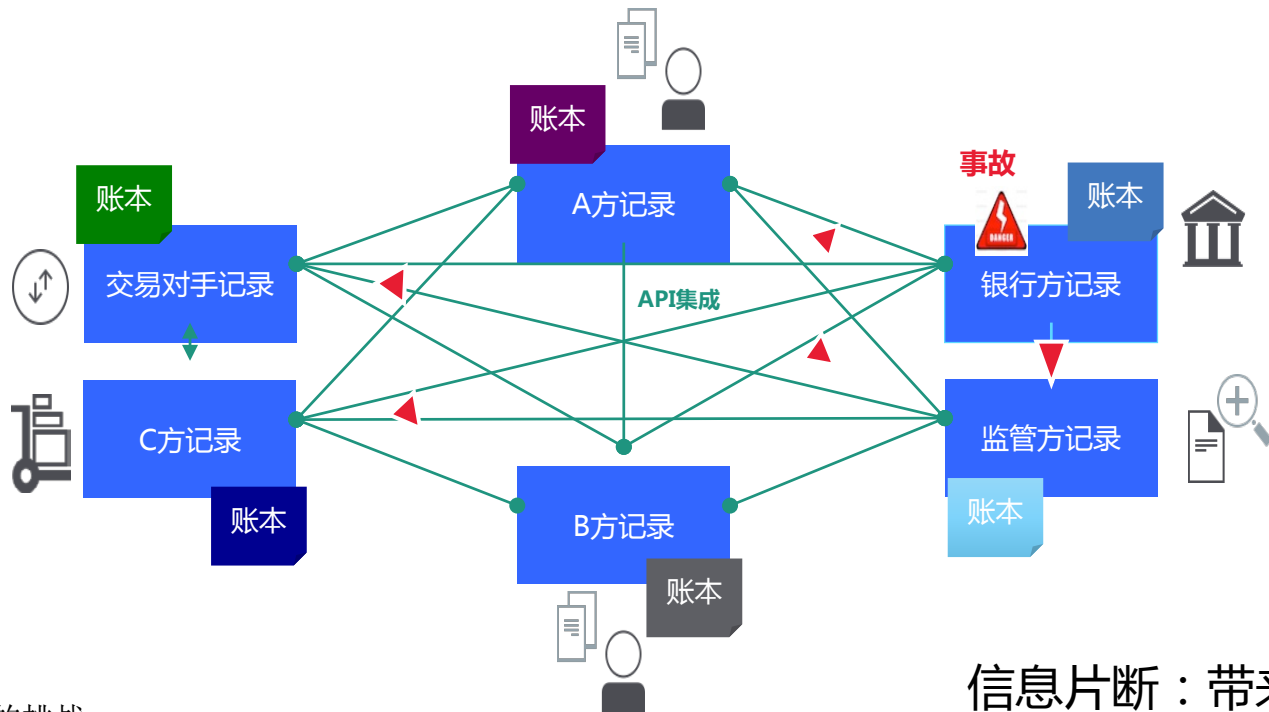 账本
A方记录
事故
账本
账本
交易对手记录
银行方记录
API集成
DANGER
C方记录
监管方记录
账本
账本
B方记录
账本
信息片断：带